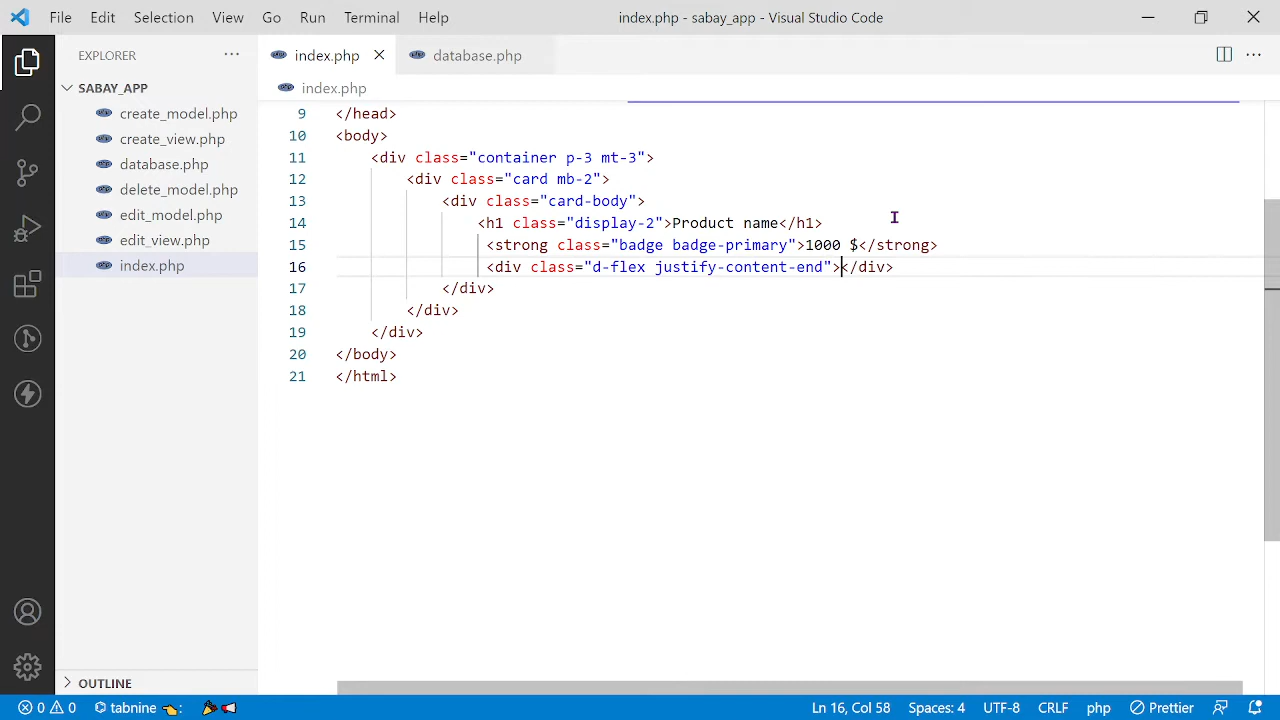 File Edit Selection View Go Run Terminal Help index.php - sabay_app - Visual Studio Code
EXPLORER
SABAY_APP
create_model.php
create_view.php
database.php
delete_model.php
edit_model.php
edit_view.php
index.php
OUTLINE
index.php database.php
index.php
9 </head>
10 <body>
11 <div class="container p-3 mt-3">
12 <div class="card mb-2">
13 <div class="card-body">
14 <h1 class="display-2">Product name</h1>
15 <strong class="badge badge-primary">1000 $</strong>
16 <div class="d-flex justify-content-end"></div>
17 </div>
18 </div>
19 </div>
20 </body>
21 </html>
0 0 tabnine Ln 16, Col 58 Spaces: 4 UTF-8 CRLF php Prettier